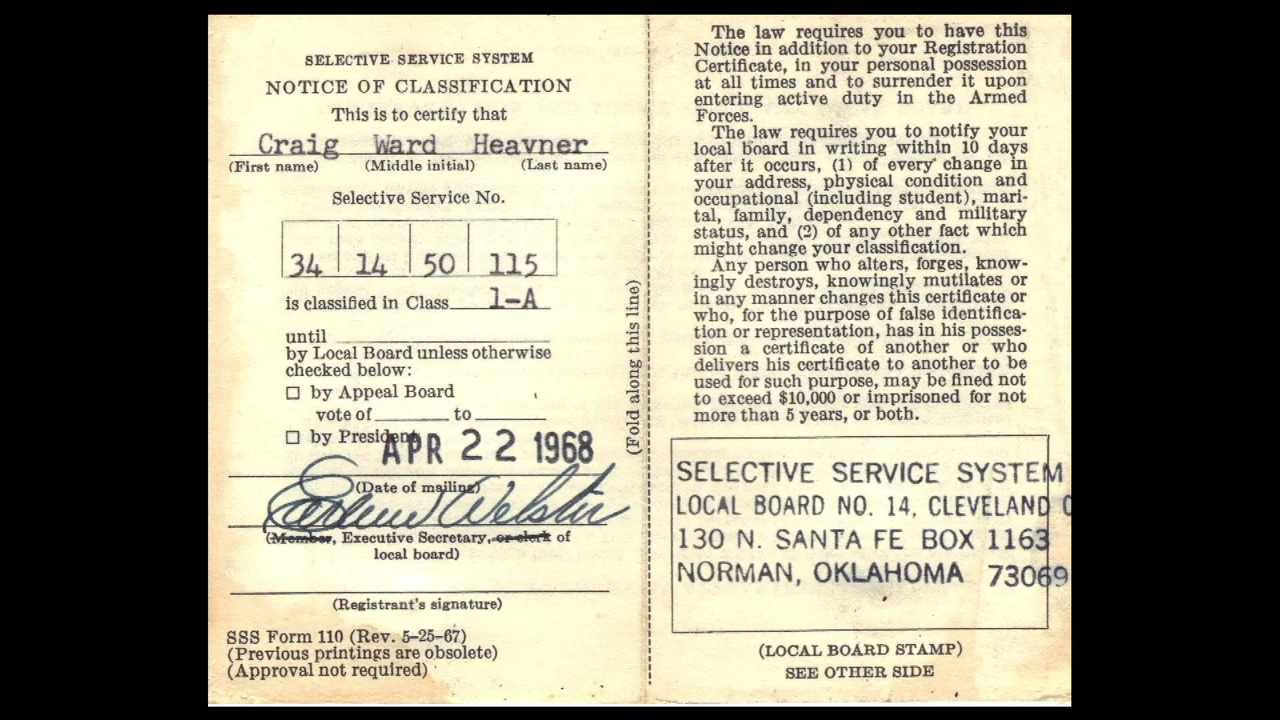 SELECTIVE SERVICE SYSTEM
NOTICE OF CLASSIFICATION
This is to certify that
Craig Ward Heavner
(First name) (Middle initial) (Last name)
Selective Service No.
34 14 50 115
is classified in Class 1-A
until
by Local Board unless otherwise
checked below:
☐ by Appeal Board
vote of to
☐ by President
APR 22 1968
(Date of mailing)
(Member, Executive Secretary, or clerk of
local board)
(Registrant's signature)
SSS Form 110 (Rev. 5-25-67)
(Previous printings are obsolete)
(Approval not required)
(Fold along this line)
The law requires you to have this
Notice in addition to your Registration
Certificate, in your personal possession
at all times and to surrender it upon
entering active duty in the Armed
Forces.
The law requires you to notify your
local board in writing within 10 days
after it occurs, (1) of every change in
your address, physical condition and
occupational (including student), mari-
tal, family, dependency and military
status, and (2) of any other fact which
might change your classification.
Any person who alters, forges, know-
ingly destroys, knowingly mutilates or
in any manner changes this certificate or
who, for the purpose of false identifica-
tion or representation, has in his posses-
sion a certificate of another or who
delivers his certificate to another to be
used for such purpose, may be fined not
to exceed $10,000 or imprisoned for not
more than 5 years, or both.
SELECTIVE SERVICE SYSTEM
LOCAL BOARD NO. 14, CLEVELAND
130 N. SANTA FE BOX 1163
NORMAN, OKLAHOMA 73069
(LOCAL BOARD STAMP)
SEE OTHER SIDE